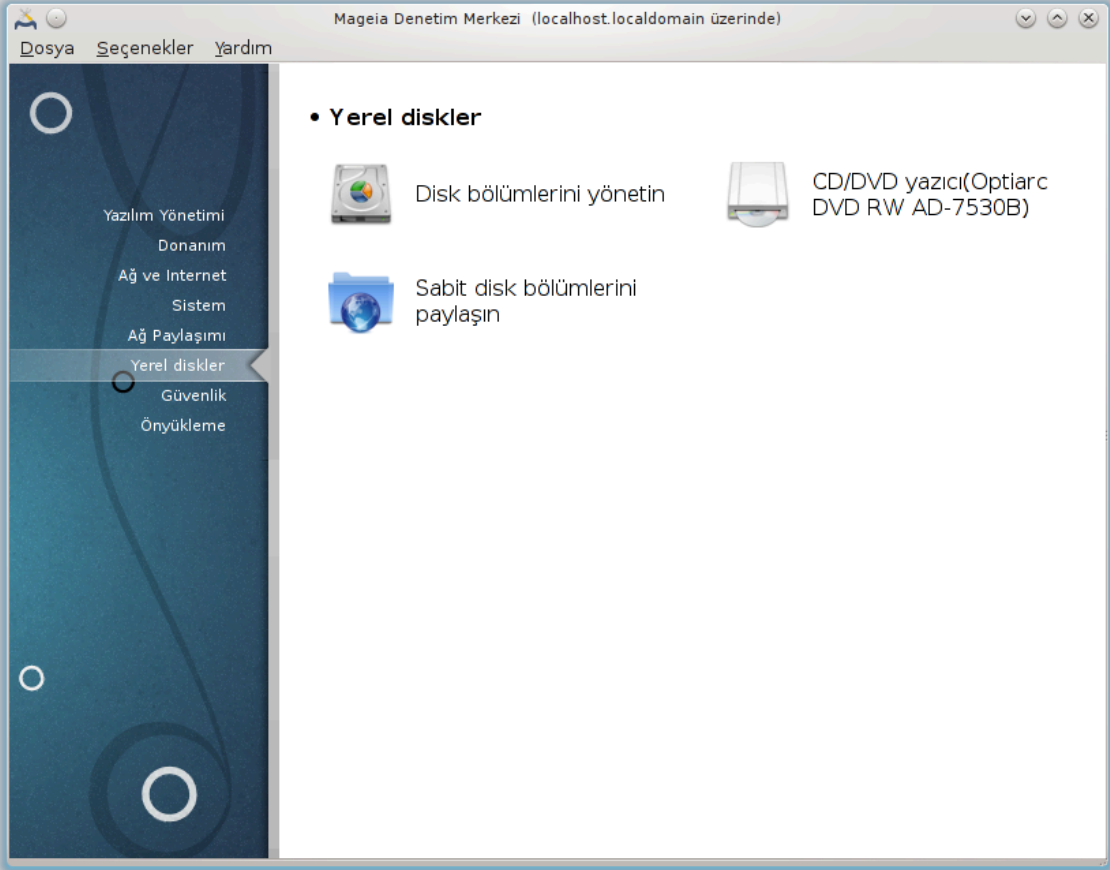 Mageia Denetim Merkezi (localhost.localdomain üzerinde)
Dosya Seçenekler Yardım
Yazılım Yönetimi
Donanım
Ağ ve Internet
Sistem
Ağ Paylaşımı
Yerel diskler
Güvenlik
Önyükleme
• Yerel diskler
Disk bölümlerini yönetin
CD/DVD yazıcı(Optiarc
DVD RW AD-7530B)
Sabit disk bölümlerini
paylaşın